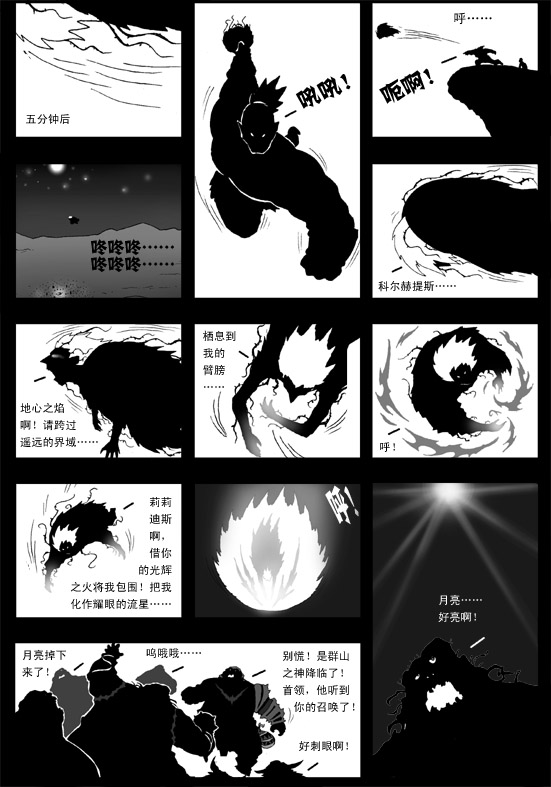 五分钟后
吼吼！
呼……
呃啊！
咚咚咚……
咚咚咚……
科尔赫提斯……
地心之焰
啊！请跨过
遥远的界域……
栖息到
我的
臂膀
……
呼！
莉莉
迪斯
啊，
借你
的光辉
之火将我包围！把我
化作耀眼的流星……
呼！
月亮……
好亮啊！
月亮掉下
来了！
呜哦哦……
别慌！是群山
之神降临了！
首领，他听到
你的召唤了！
好刺眼啊！